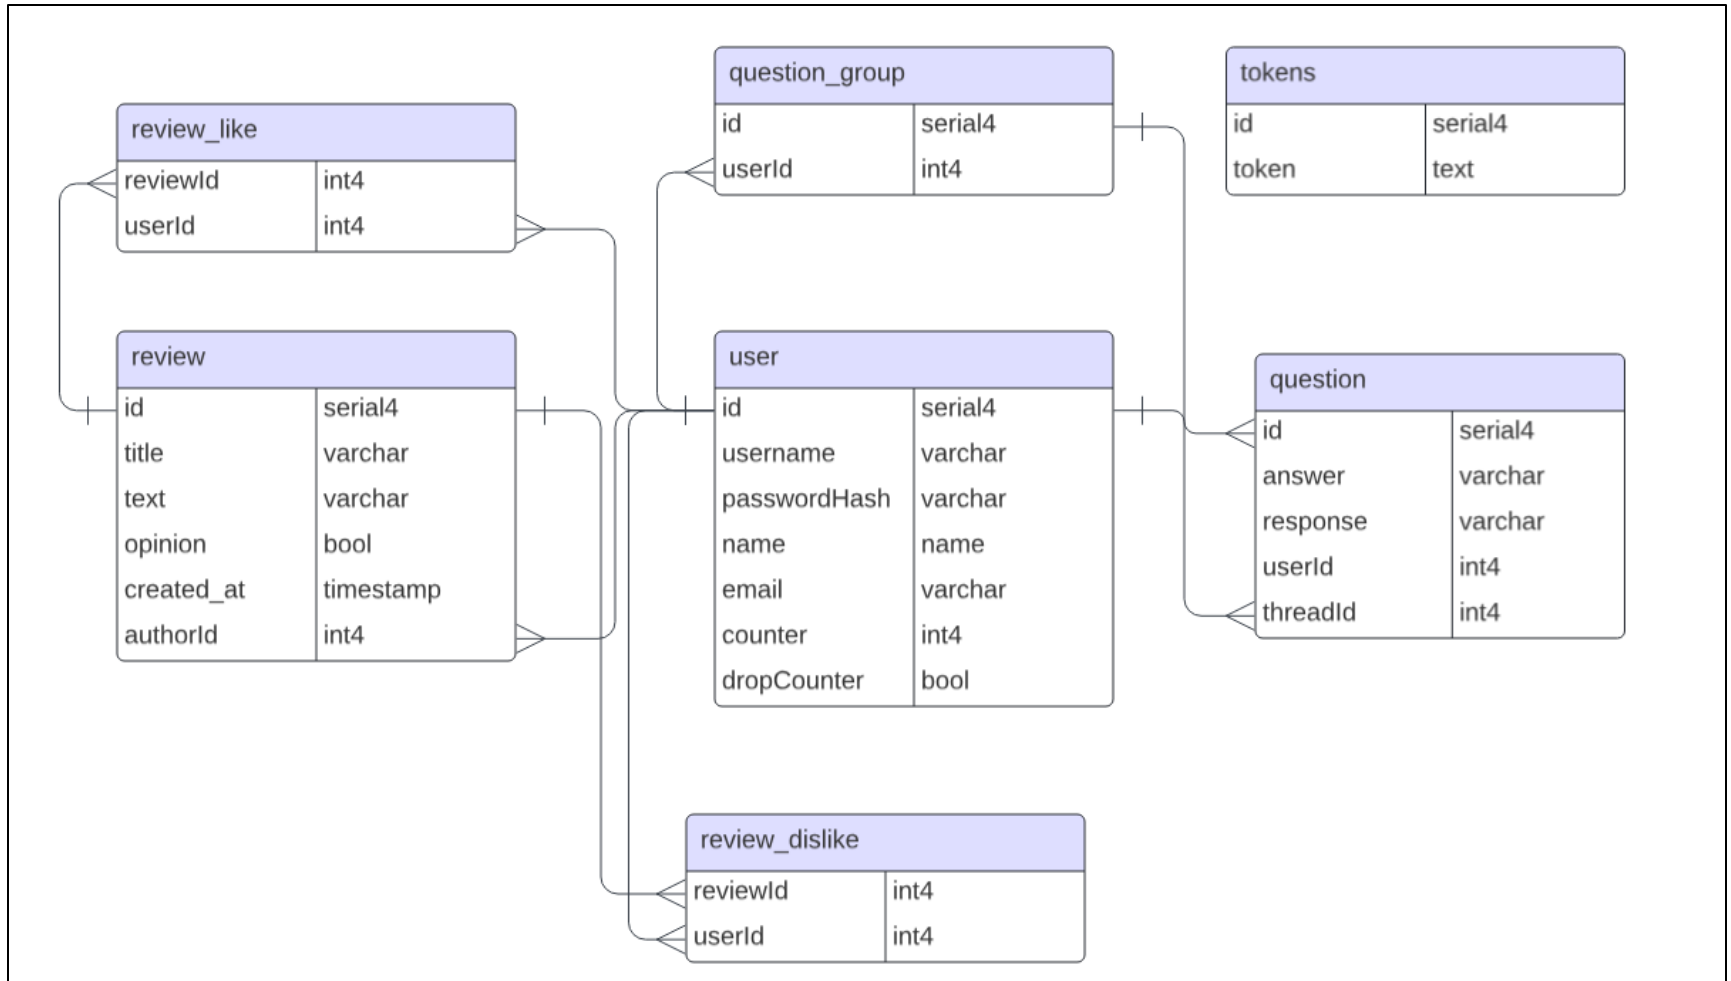 review_like
reviewId int4
userId int4
question_group
id serial4
userId int4
tokens
id serial4
token text
review
id serial4
title varchar
text varchar
opinion bool
created_at timestamp
authorId int4
user
id serial4
username varchar
passwordHash varchar
name name
email varchar
counter int4
dropCounter bool
question
id serial4
answer varchar
response varchar
userId int4
threadId int4
review_dislike
reviewId int4
userId int4